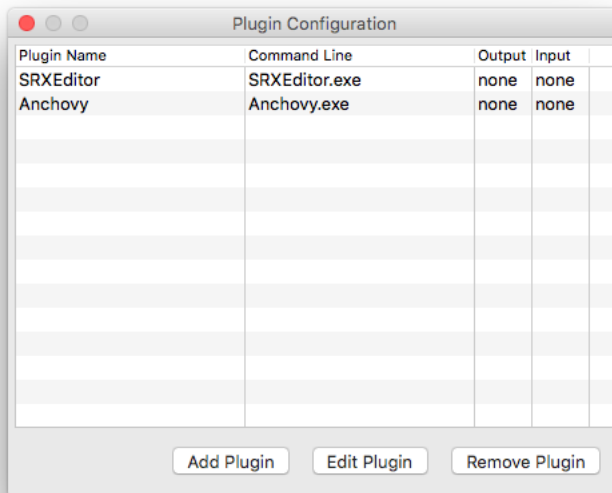 Plugin Configuration
Plugin Name Command Line Output Input
SRXEditor SRXEditor.exe none none
Anchovy Anchovy.exe none none
Add Plugin Edit Plugin Remove Plugin